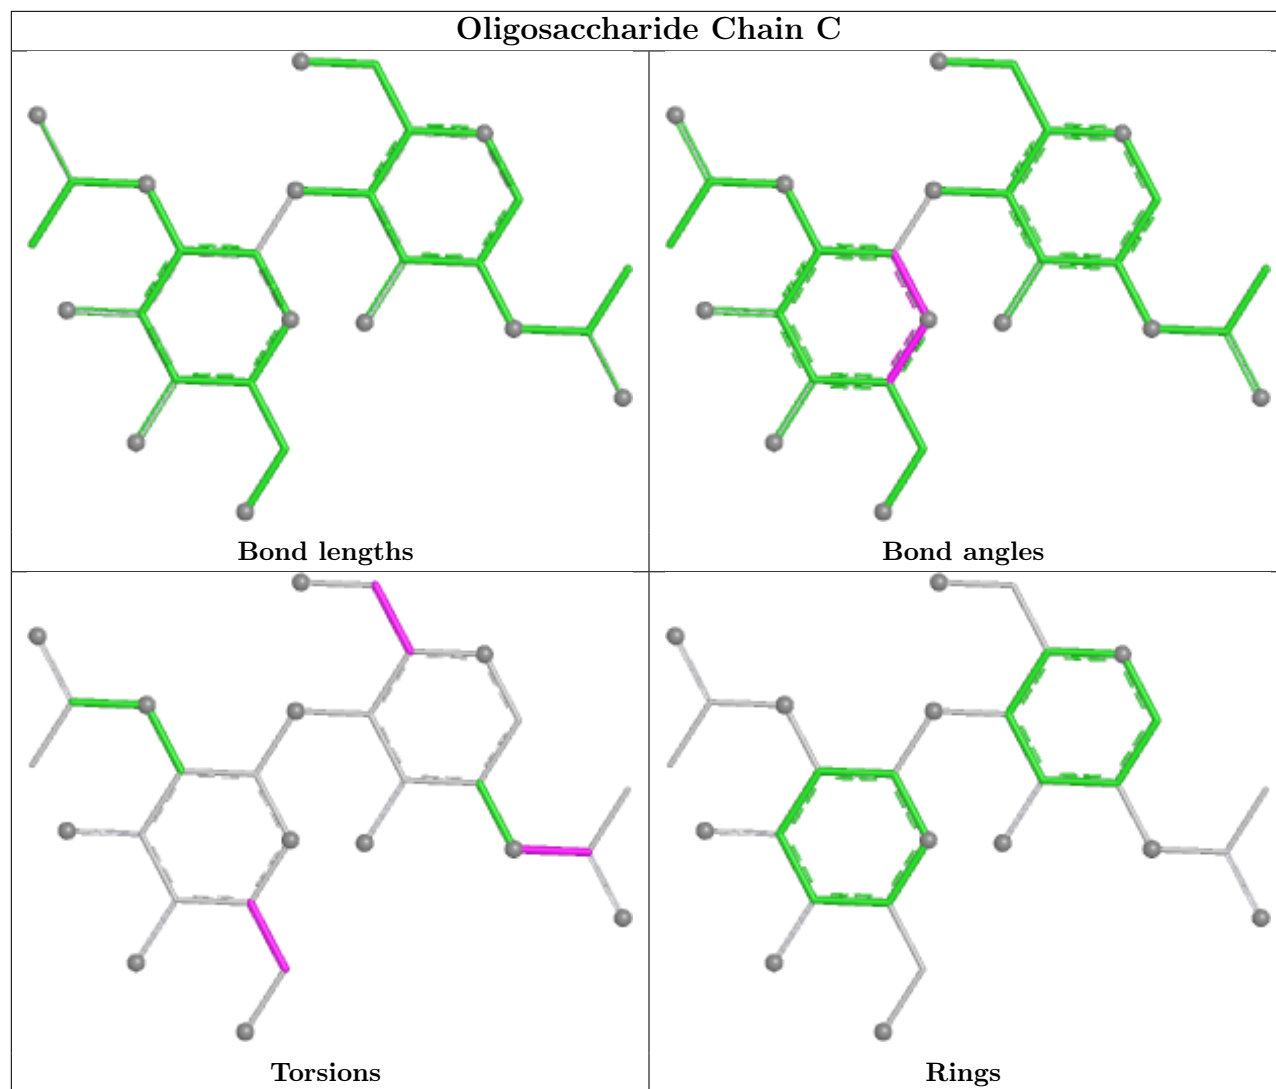 Oligosaccharide Chain C
Bond lengths
Bond angles
Torsions
Rings